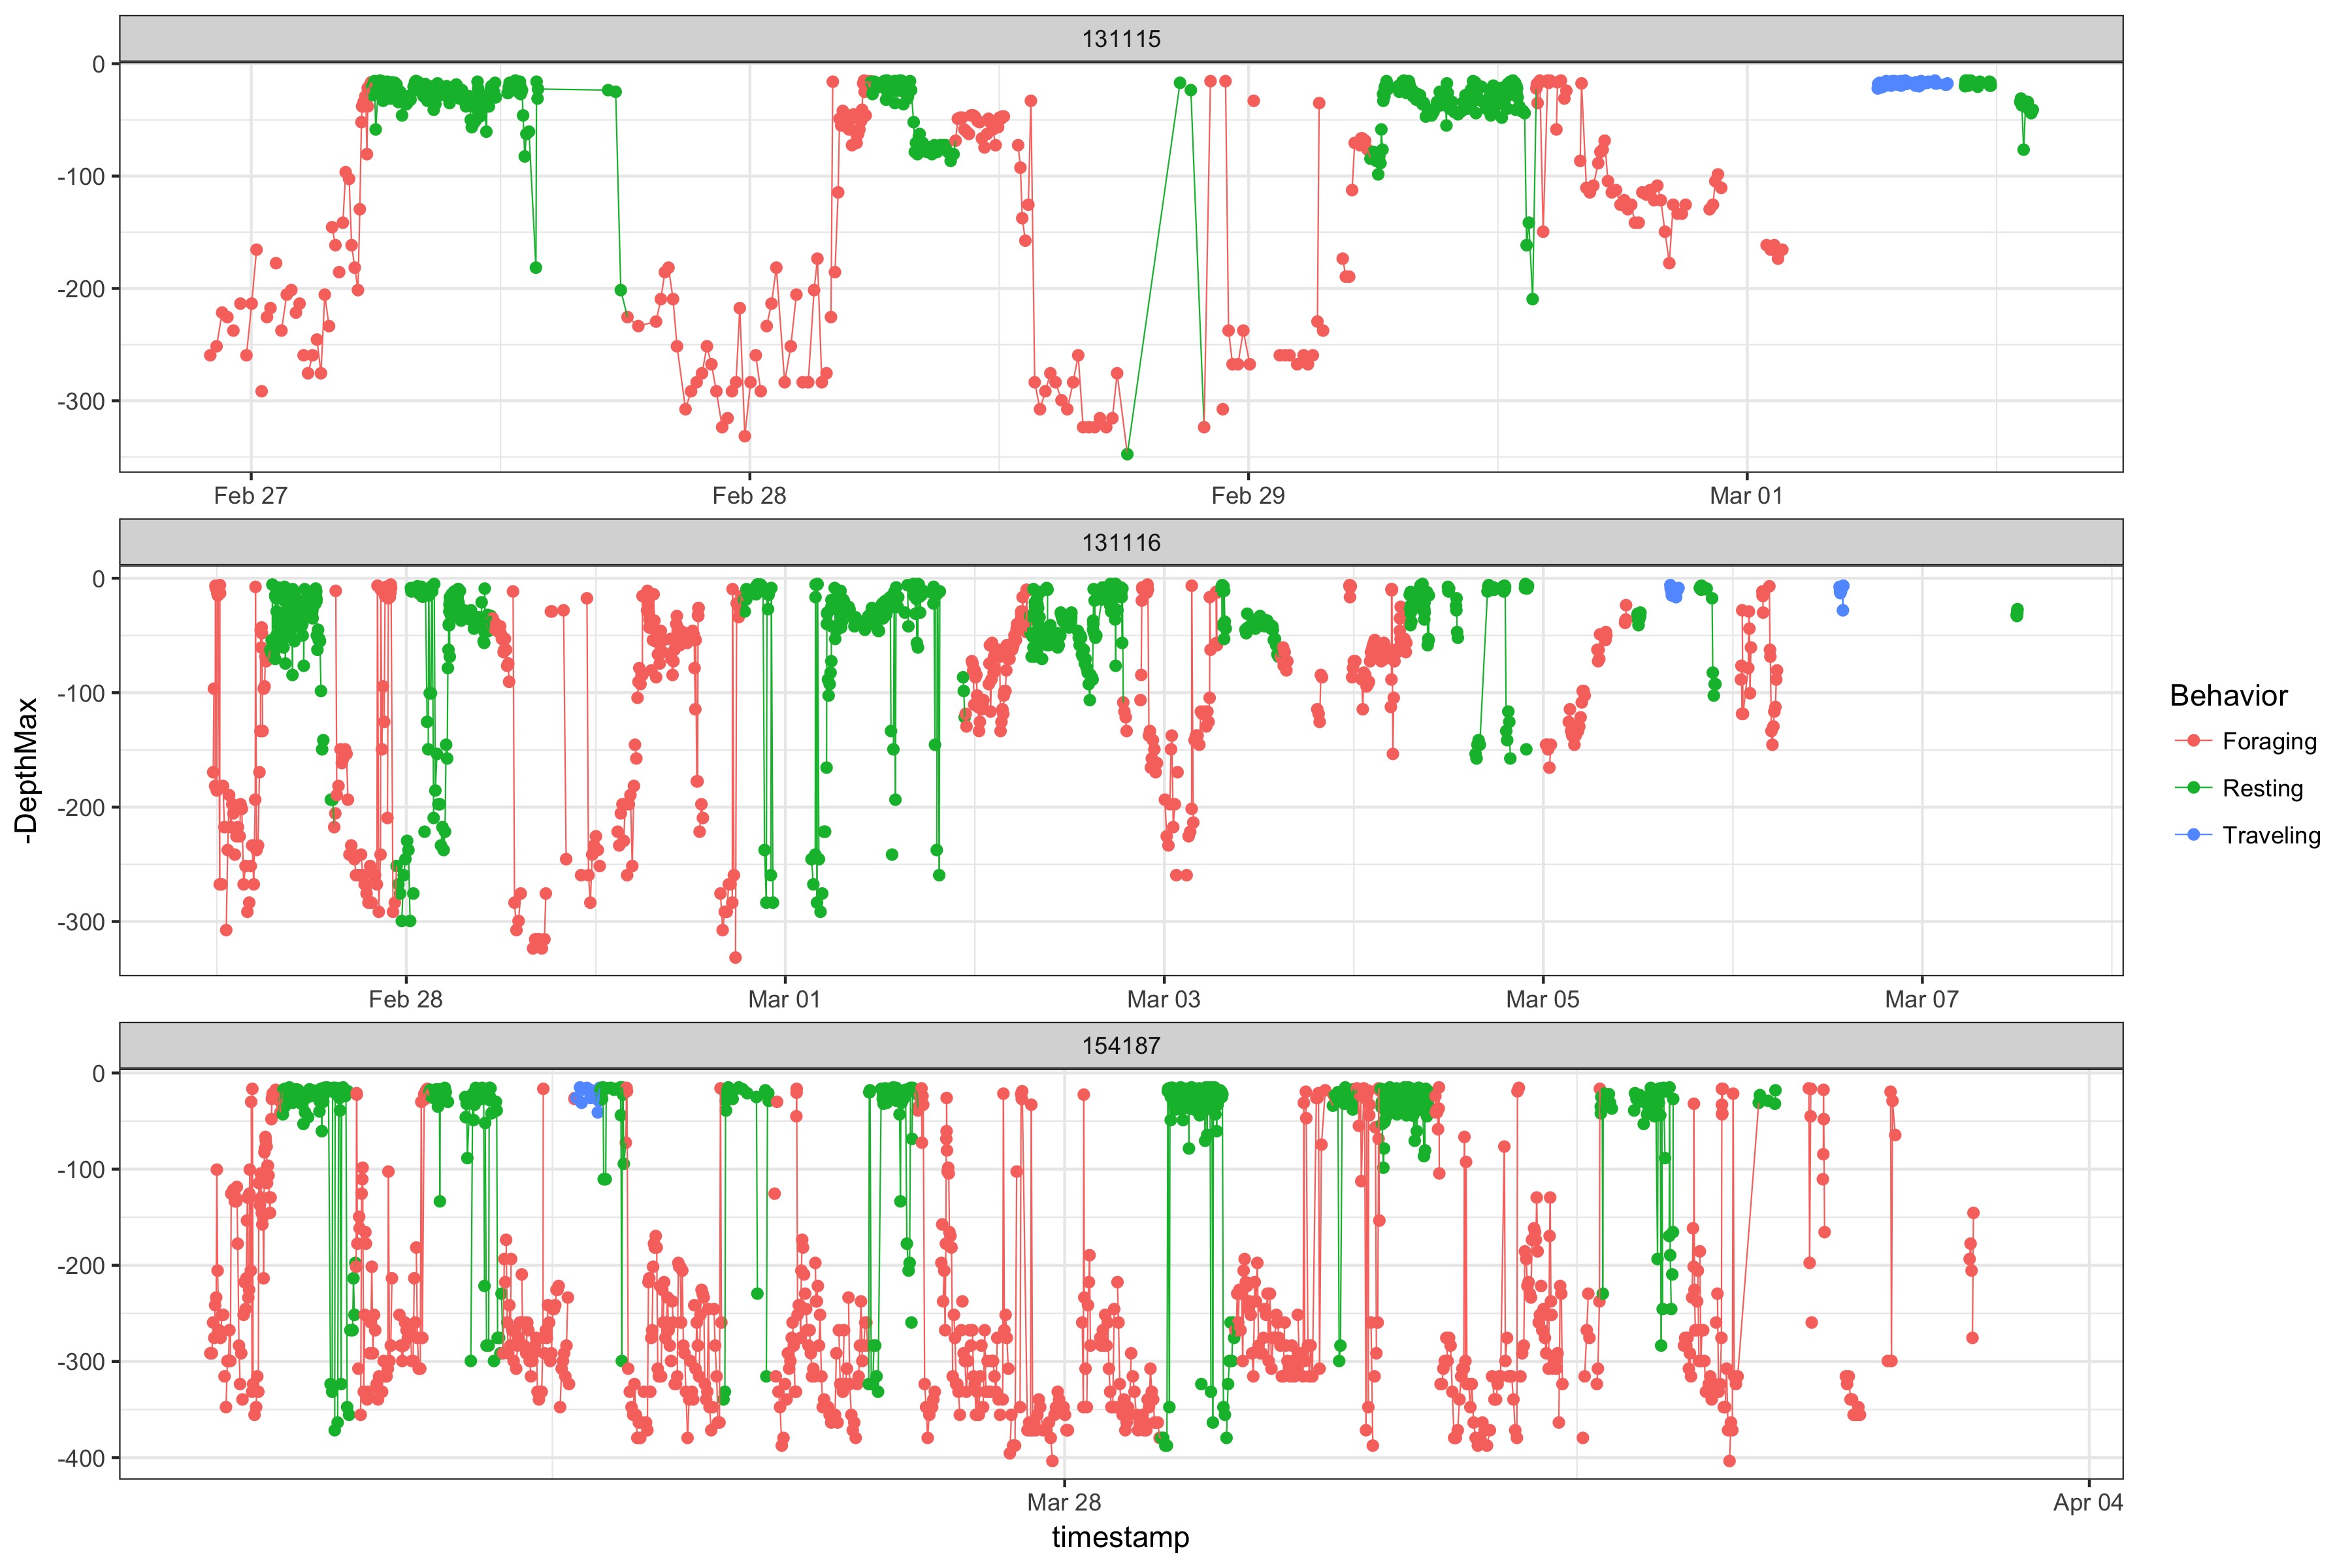 131115
0
-100
-200
-300
Feb 27 Feb 28 Feb 29 Mar 01
131116
0
-100
-200
-300
Feb 28 Mar 01 Mar 03 Mar 05 Mar 07
154187
0
-100
-200
-300
-400
Mar 28 Apr 04
timestamp
-DepthMax
Behavior
Foraging
Resting
Traveling